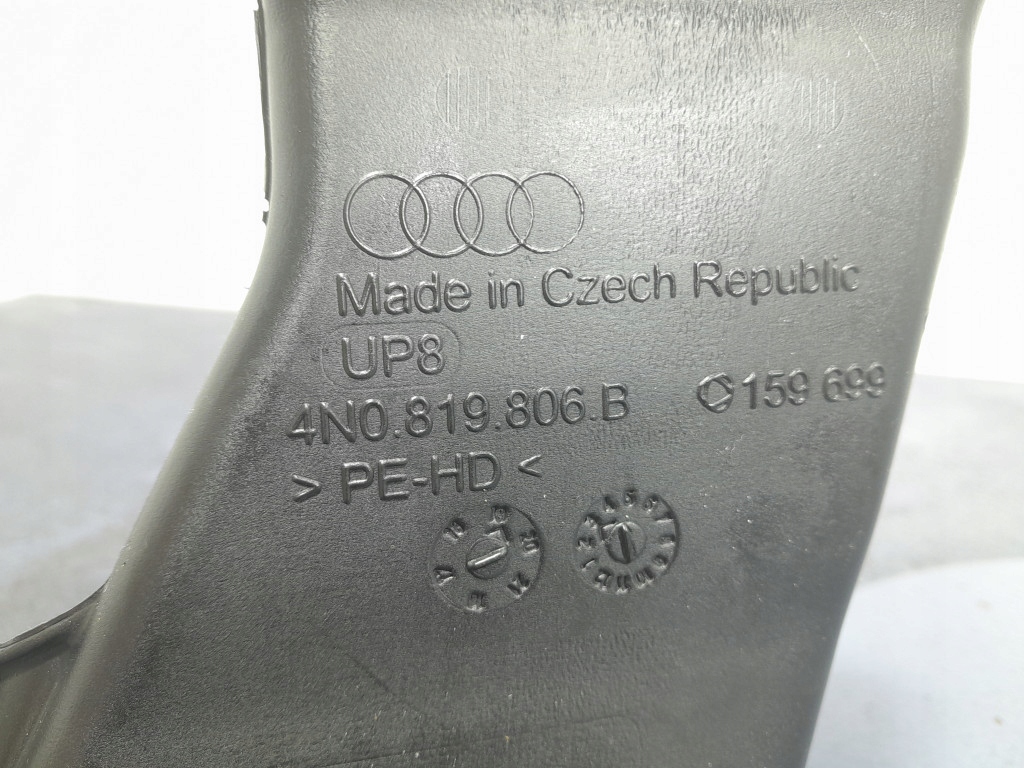 Made in Czech Republic
UP8
4N0.819.806.B 159 699
> PE-HD <